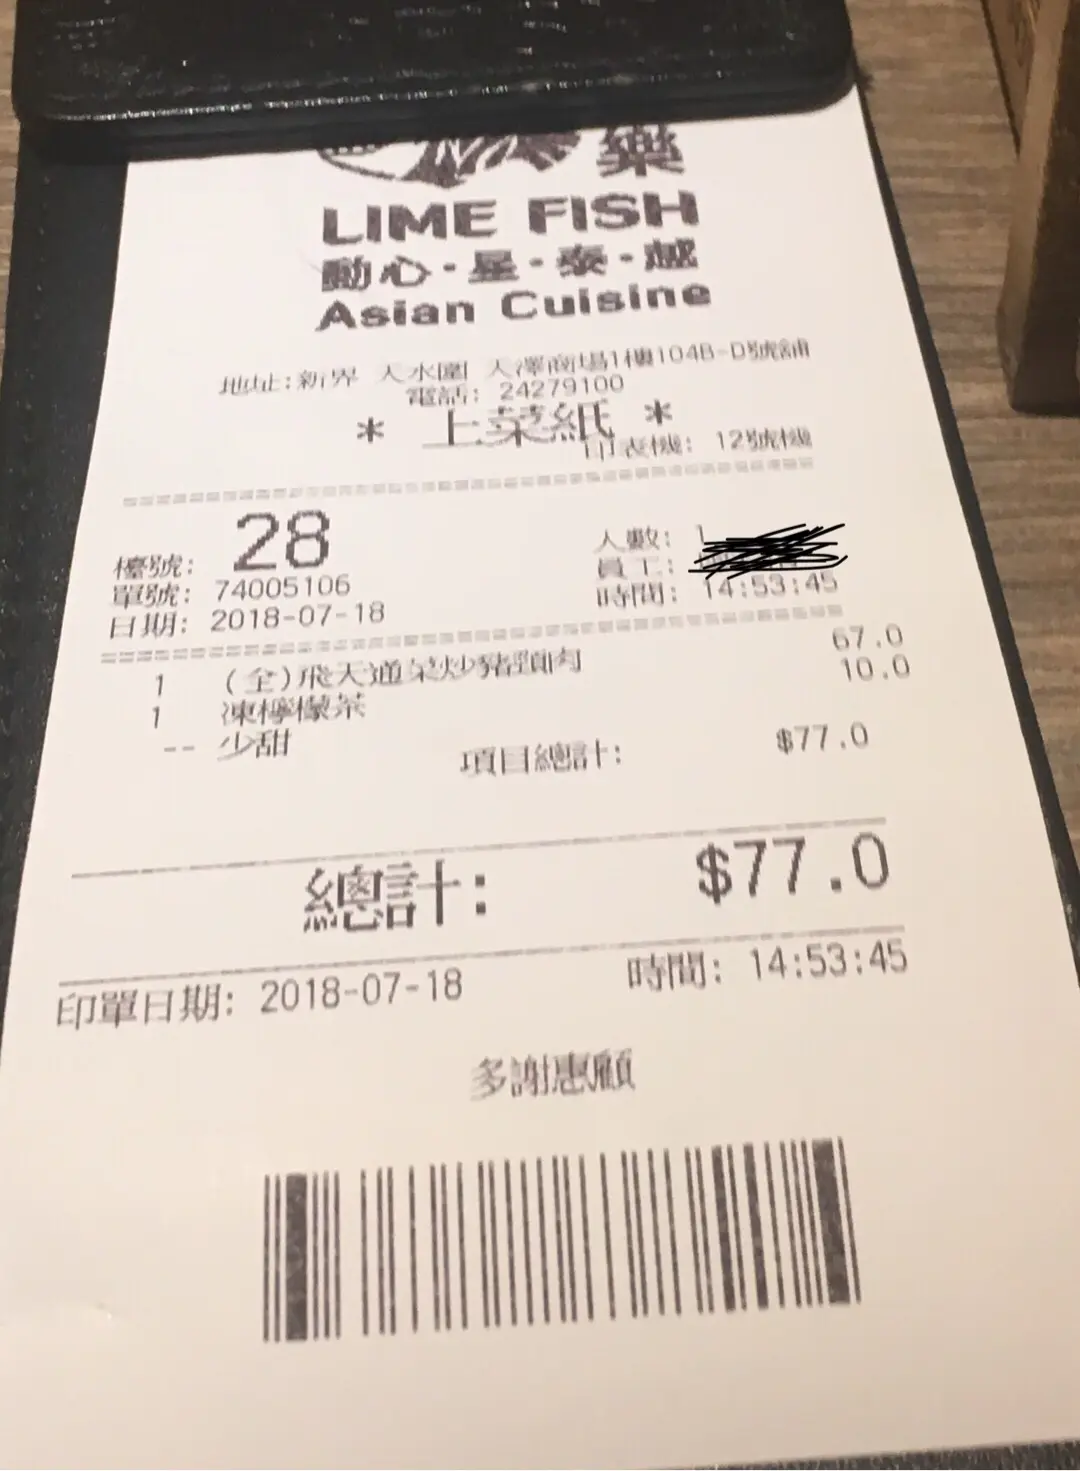 樂
LIME FISH
動心·星·泰·越
Asian Cuisine
地址:新界 天水圍 天澤商場1樓104B-D號舖
電話: 24279100
* 上菜紙 *
印表機: 12號機
檯號: 28
人數: 1
單號: 74005106
員工:
日期: 2018-07-18
時間: 14:53:45
1 (全)飛天通菜炒豬頸肉 67.0
1 凍檸檬茶 10.0
-- 少甜
項目總計: $77.0
總計: $77.0
印單日期: 2018-07-18 時間: 14:53:45
多謝惠顧